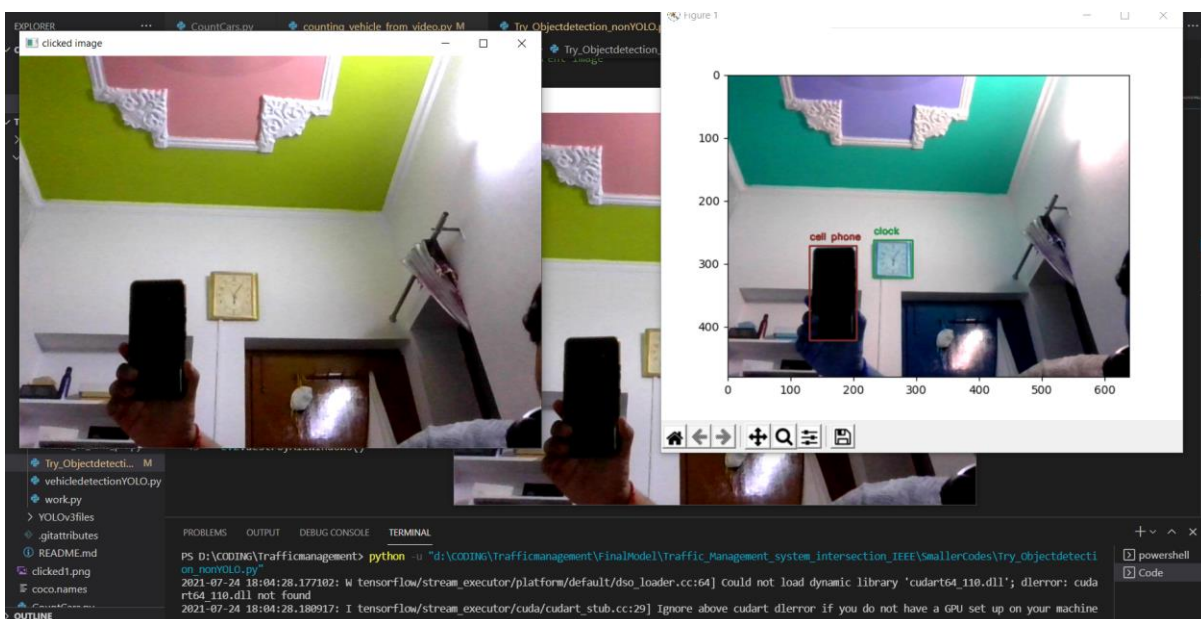 EXPLORER
CountCars.py
counting_vehicle_from_video.py M
Try_Objectdetection_nonYOLO.
Figure 1
clicked image
Try_Objectdetection_
ent image
0
100
200
300
400
cell phone
clock
0 100 200 300 400 500 600
Try_Objectdetecti... M
vehicledetectionYOLO.py
work.py
YOLOv3files
.gitattributes
README.md
clicked1.png
coco.names
CountCars.py
OUTLINE
PROBLEMS OUTPUT DEBUG CONSOLE TERMINAL
powershell
Code
PS D:\CODING\Trafficmanagement> python -u "d:\CODING\Trafficmanagement\FinalModel\Traffic_Management_system_intersection_IEEE\SmallerCodes\Try_Objectdetecti
on_nonYOLO.py"
2021-07-24 18:04:28.177102: W tensorflow/stream_executor/platform/default/dso_loader.cc:64] Could not load dynamic library 'cudart64_110.dll'; dlerror: cuda
rt64_110.dll not found
2021-07-24 18:04:28.180917: I tensorflow/stream_executor/cuda/cudart_stub.cc:29] Ignore above cudart dlerror if you do not have a GPU set up on your machine